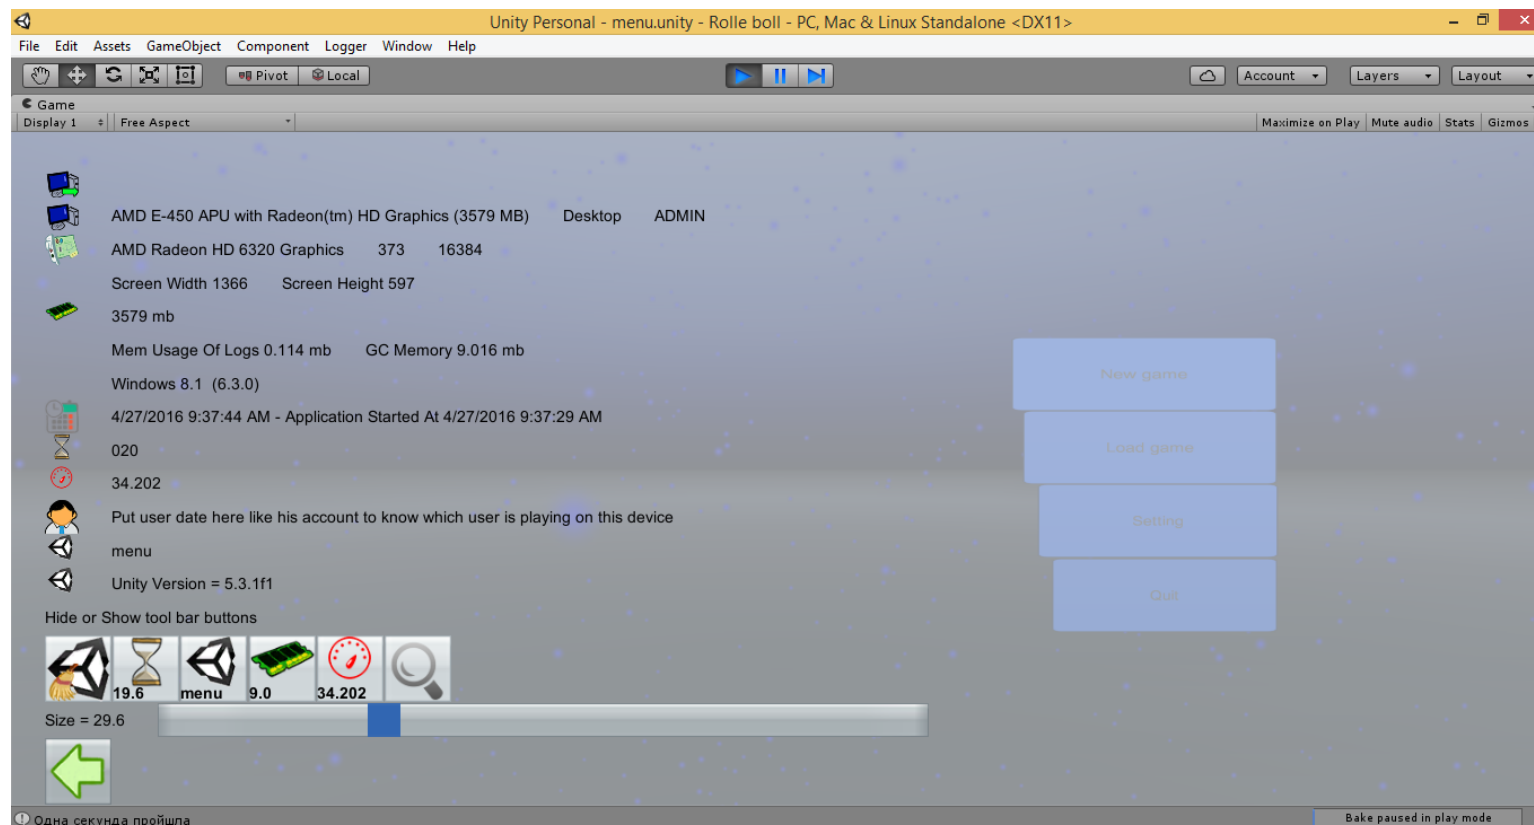 Unity Personal - menu.unity - Rolle boll - PC, Mac & Linux Standalone <DX11>
File Edit Assets GameObject Component Logger Window Help
Pivot Local Account Layers Layout
Game
Display 1 Free Aspect Maximize on Play Mute audio Stats Gizmos
AMD E-450 APU with Radeon(tm) HD Graphics (3579 MB) Desktop ADMIN
AMD Radeon HD 6320 Graphics 373 16384
Screen Width 1366 Screen Height 597
3579 mb
Mem Usage Of Logs 0.114 mb GC Memory 9.016 mb
Windows 8.1 (6.3.0)
4/27/2016 9:37:44 AM - Application Started At 4/27/2016 9:37:29 AM
020
34.202
Put user date here like his account to know which user is playing on this device
menu
Unity Version = 5.3.1f1
Hide or Show tool bar buttons
19.6 menu 9.0 34.202
Size = 29.6
New game
Load game
Setting
Quit
Одна секунда пройшла
Bake paused in play mode